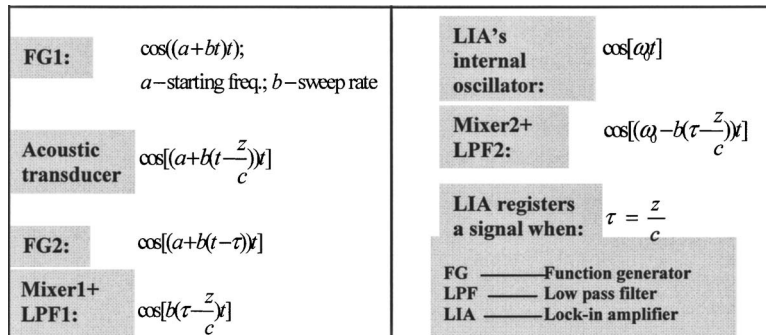 FG1: cos((a+bt)t);
a−starting freq.; b−sweep rate
Acoustic transducer cos[(a+b(t−z/c))t]
FG2: cos[(a+b(t−τ))t]
Mixer1+ LPF1: cos[b(τ−z/c)t]
LIA's internal oscillator: cos[ω₀t]
Mixer2+ LPF2: cos[(ω₀−b(τ−z/c))t]
LIA registers a signal when: τ = z/c
FG ——— Function generator
LPF ——— Low pass filter
LIA ——— Lock-in amplifier